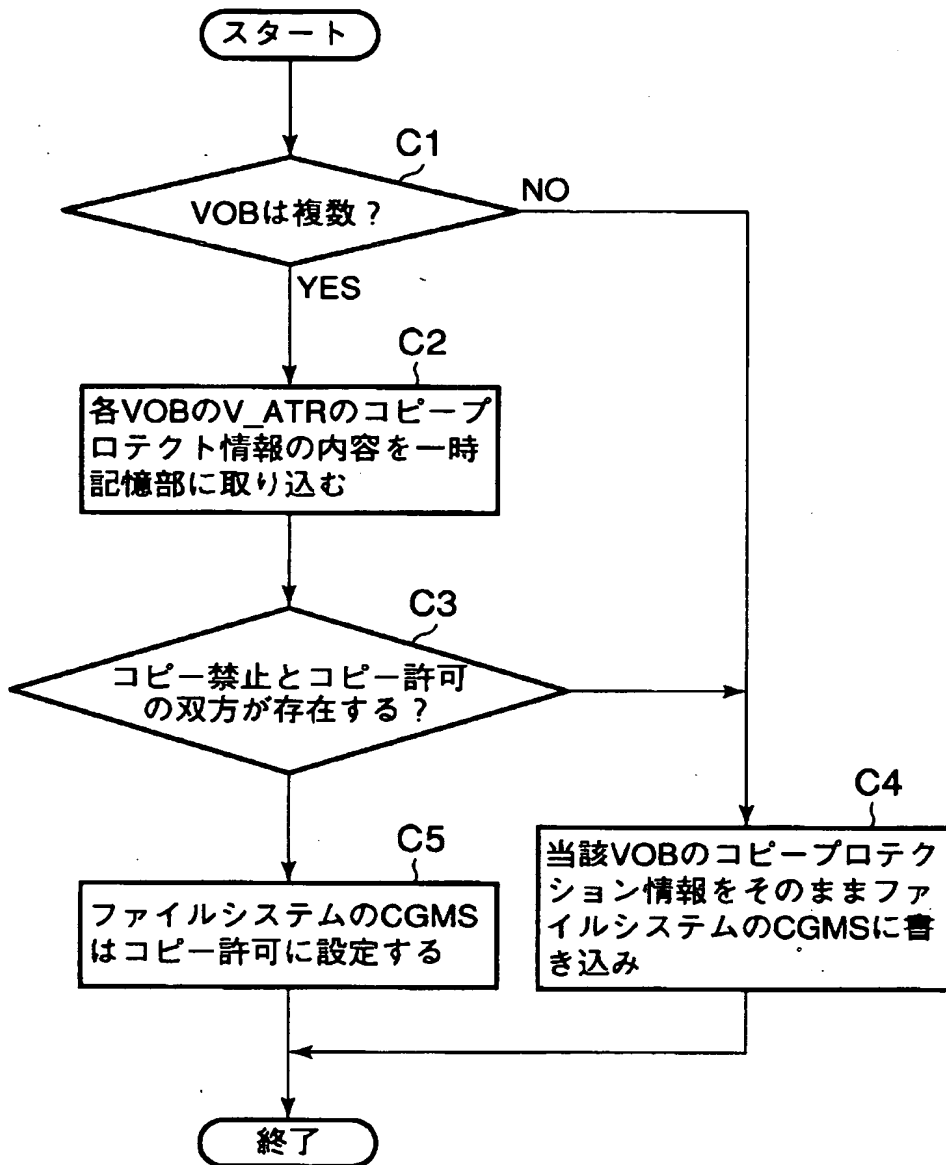 スタート
C1
VOBは複数？
NO
YES
C2
各VOBのV_ATRのコピープ
ロテクト情報の内容を一時
記憶部に取り込む
C3
コピー禁止とコピー許可
の双方が存在する？
C4
当該VOBのコピープロテク
ション情報をそのままファ
イルシステムのCGMSに書
き込み
C5
ファイルシステムのCGMS
はコピー許可に設定する
終了